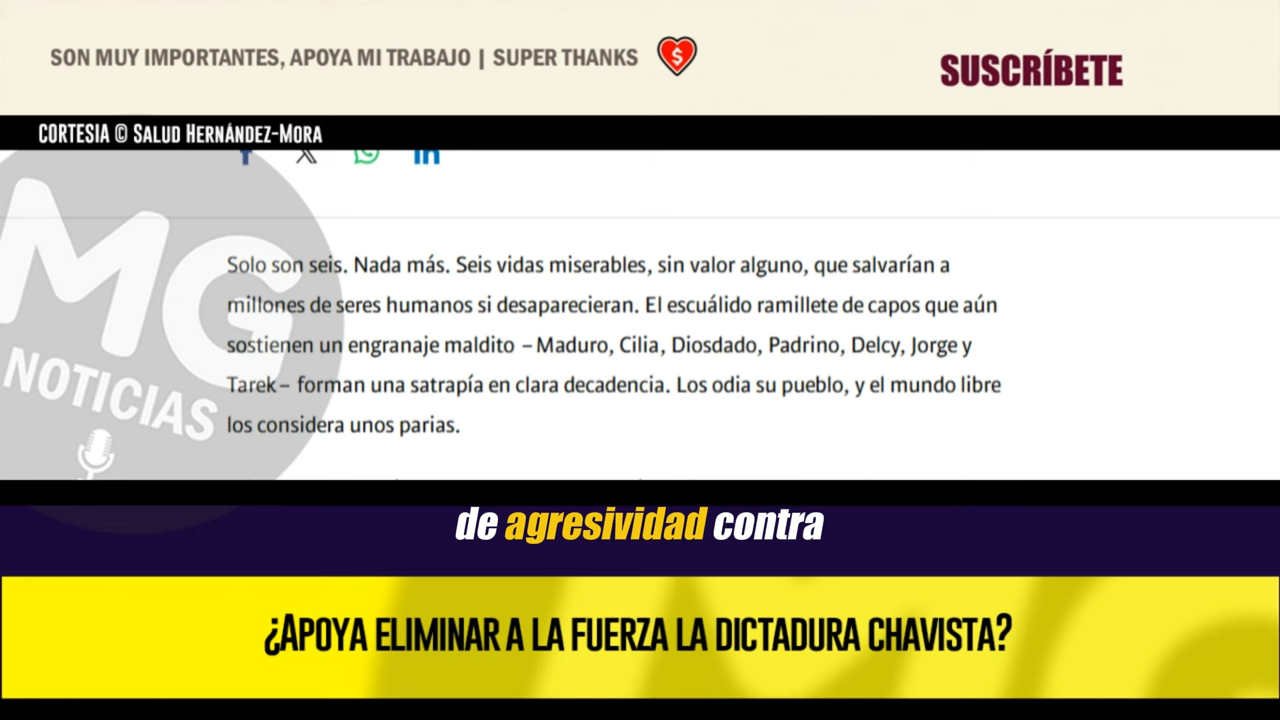 SON MUY IMPORTANTES, APOYA MI TRABAJO | SUPER THANKS
$
SUSCRÍBETE
CORTESIA © SALUD HERNÁNDEZ-MORA
MG
NOTICIAS
Solo son seis. Nada más. Seis vidas miserables, sin valor alguno, que salvarían a
millones de seres humanos si desaparecieran. El escuálido ramillete de capos que aún
sostienen un engranaje maldito –Maduro, Cilia, Diosdado, Padrino, Delcy, Jorge y
Tarek– forman una satrapía en clara decadencia. Los odia su pueblo, y el mundo libre
los considera unos parias.
de agresividad contra
¿APOYA ELIMINAR A LA FUERZA LA DICTADURA CHAVISTA?